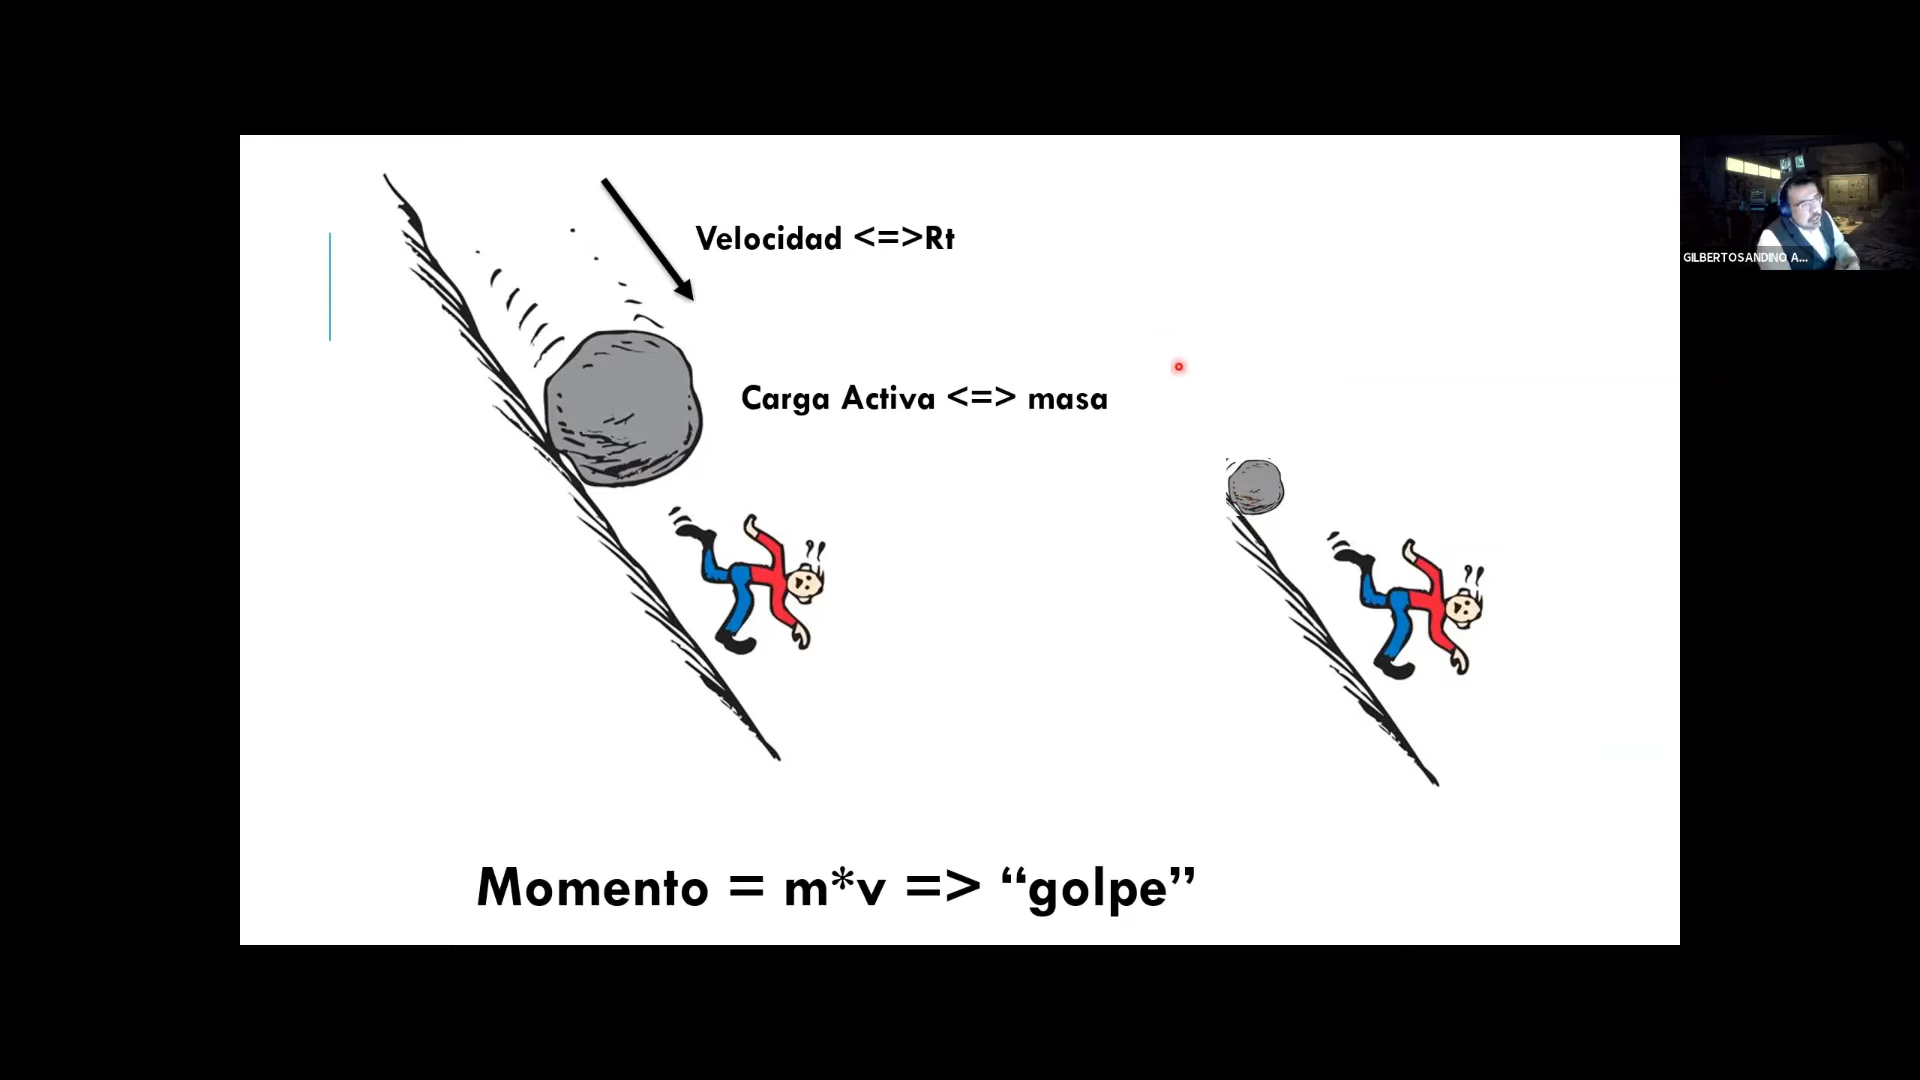 Velocidad <=>Rt
GILBERTOSANDINO A...
Carga Activa <=> masa
Momento = m*v => “golpe”